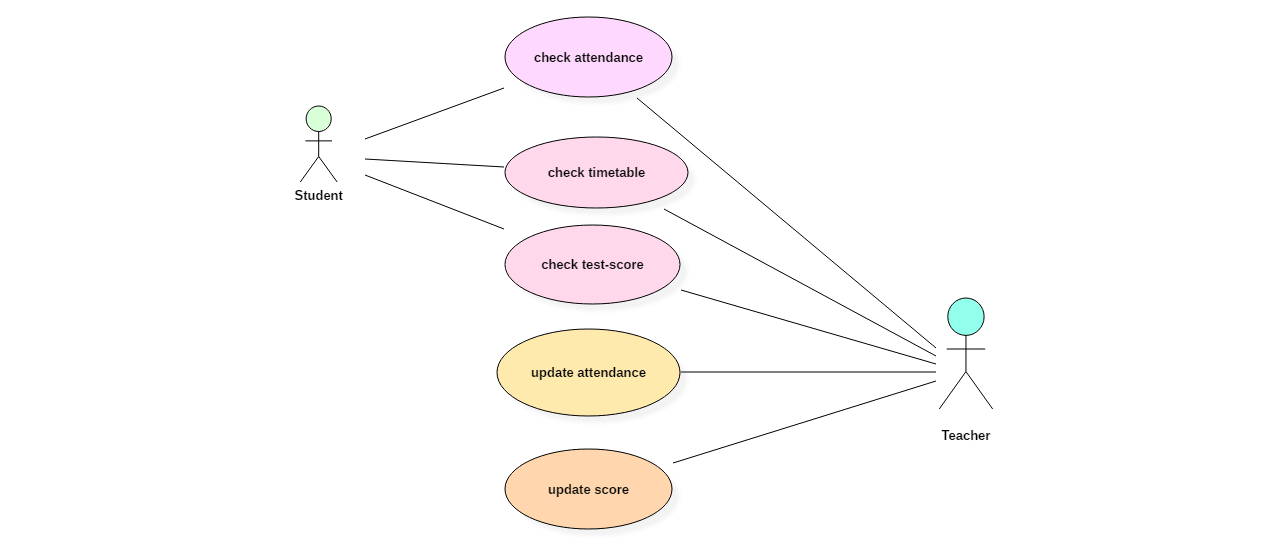 check attendance
Student
check timetable
check test-score
update attendance
Teacher
update score